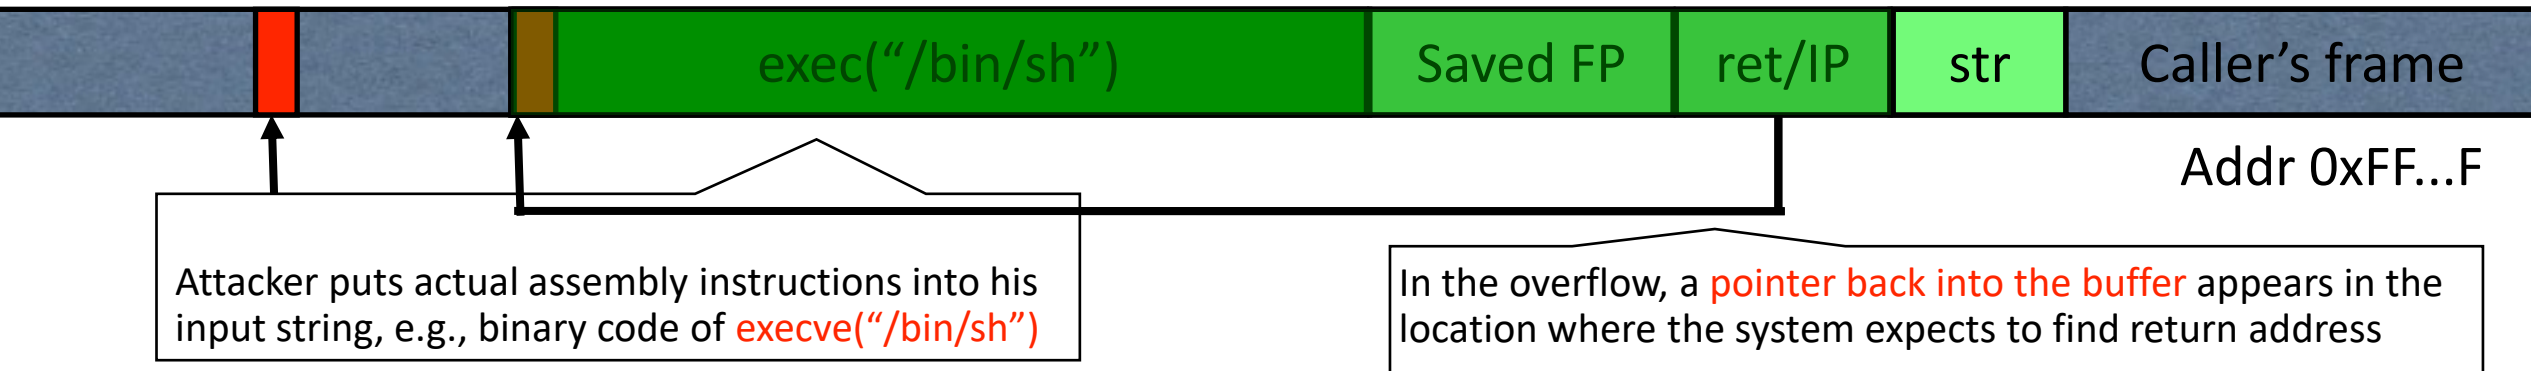 exec(“/bin/sh”) Saved FP ret/IP str Caller’s frame
Addr 0xFF...F
Attacker puts actual assembly instructions into his
input string, e.g., binary code of execve(“/bin/sh”)
In the overflow, a pointer back into the buffer appears in the
location where the system expects to find return address